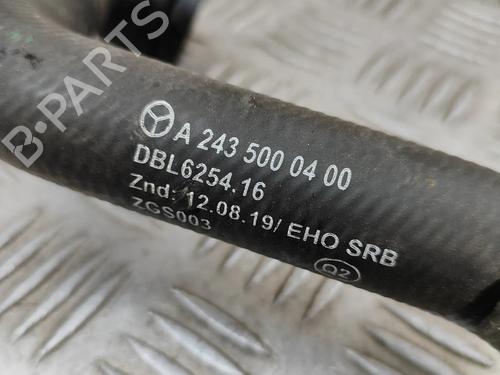 B-PARTS
A 243 500 04 00
DBL6254.16
Znd: 12.08.19/ EHO SRB
ZGS003
Q2